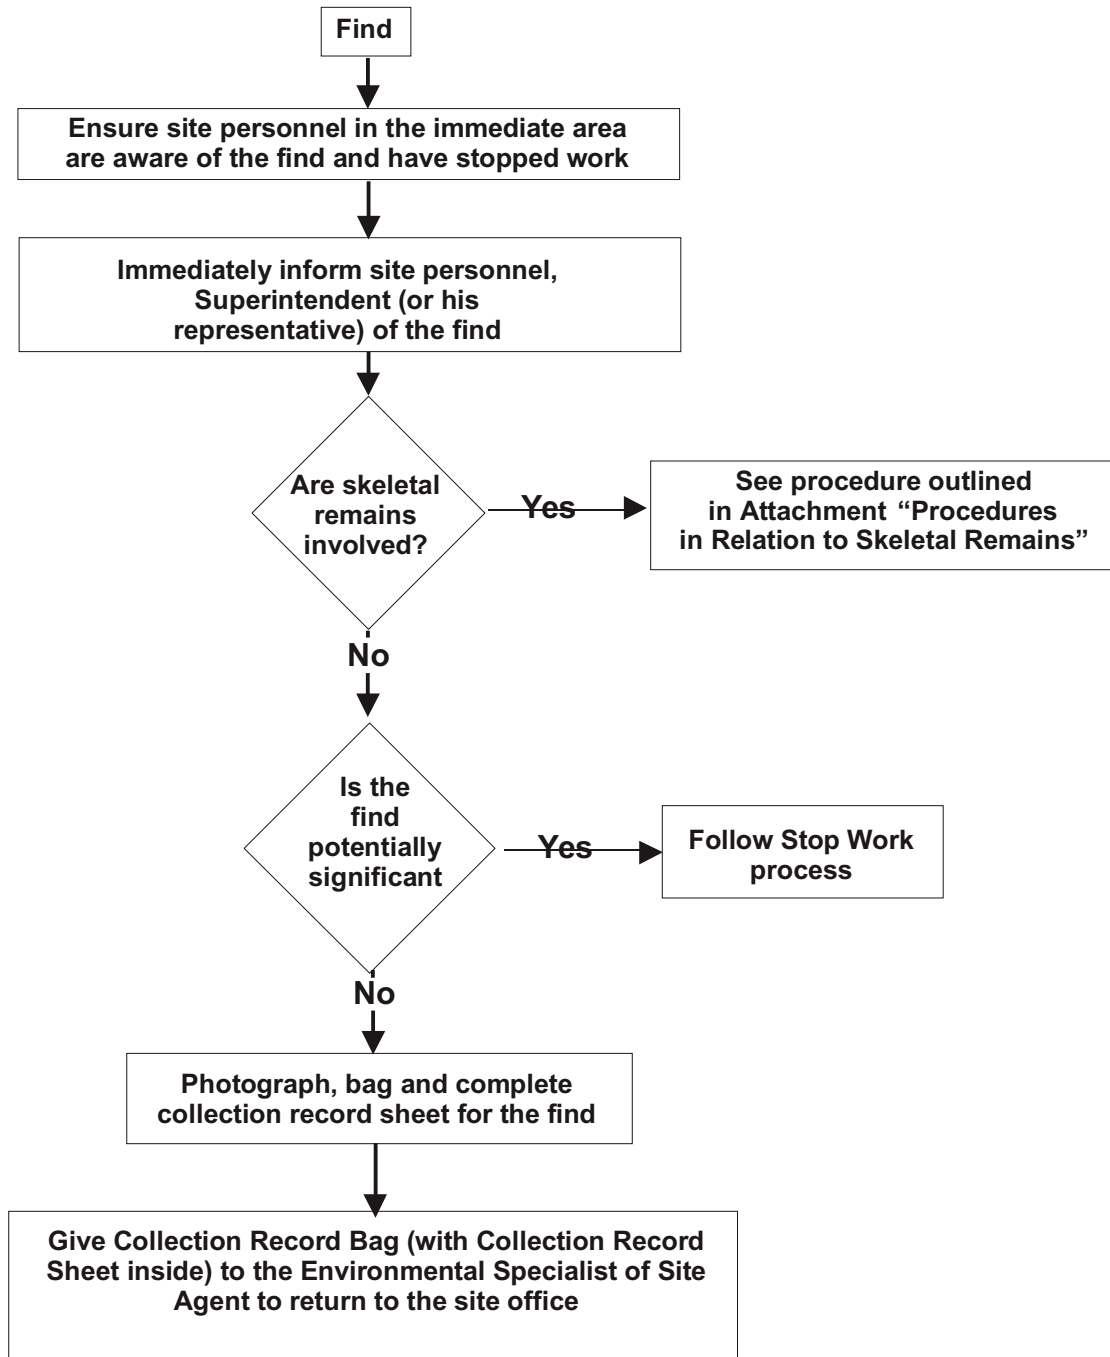 Find
Ensure site personnel in the immediate area
are aware of the find and have stopped work
Immediately inform site personnel,
Superintendent (or his
representative) of the find
Are skeletal
remains
involved?
Yes
See procedure outlined
in Attachment “Procedures
in Relation to Skeletal Remains”
No
Is the
find
potentially
significant
Yes
Follow Stop Work
process
No
Photograph, bag and complete
collection record sheet for the find
Give Collection Record Bag (with Collection Record
Sheet inside) to the Environmental Specialist of Site
Agent to return to the site office